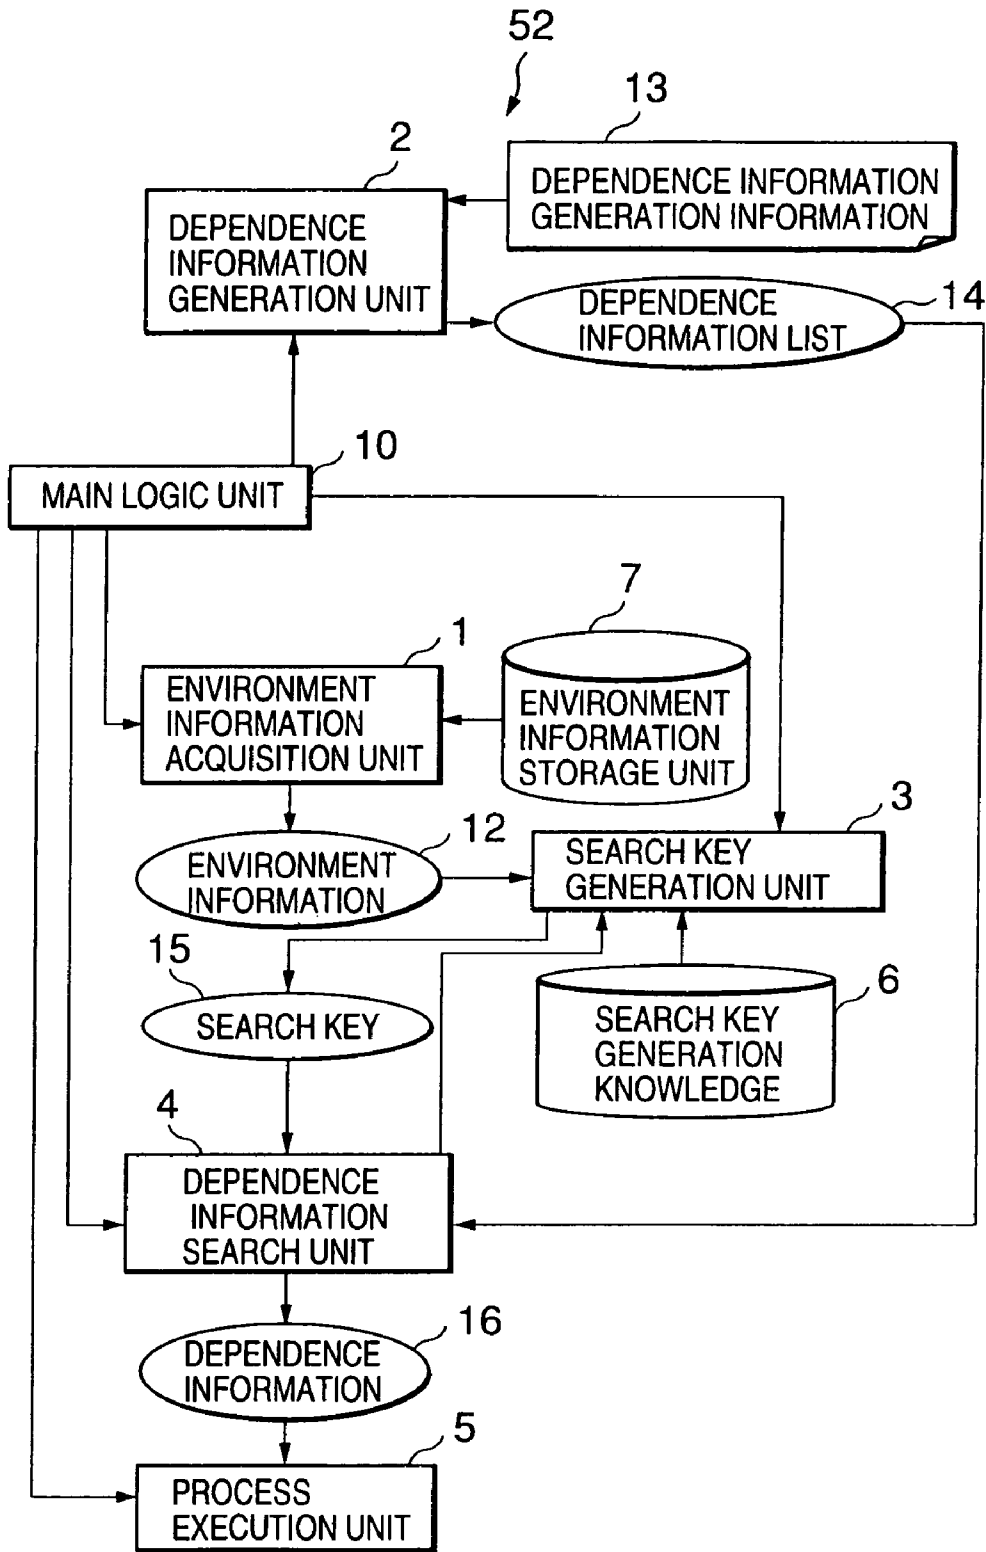 52
13
DEPENDENCE INFORMATION
GENERATION INFORMATION
2
DEPENDENCE
INFORMATION
GENERATION UNIT
14
DEPENDENCE
INFORMATION LIST
10
MAIN LOGIC UNIT
7
ENVIRONMENT
INFORMATION
STORAGE UNIT
1
ENVIRONMENT
INFORMATION
ACQUISITION UNIT
3
SEARCH KEY
GENERATION UNIT
12
ENVIRONMENT
INFORMATION
15
SEARCH KEY
6
SEARCH KEY
GENERATION
KNOWLEDGE
4
DEPENDENCE
INFORMATION
SEARCH UNIT
16
DEPENDENCE
INFORMATION
5
PROCESS
EXECUTION UNIT